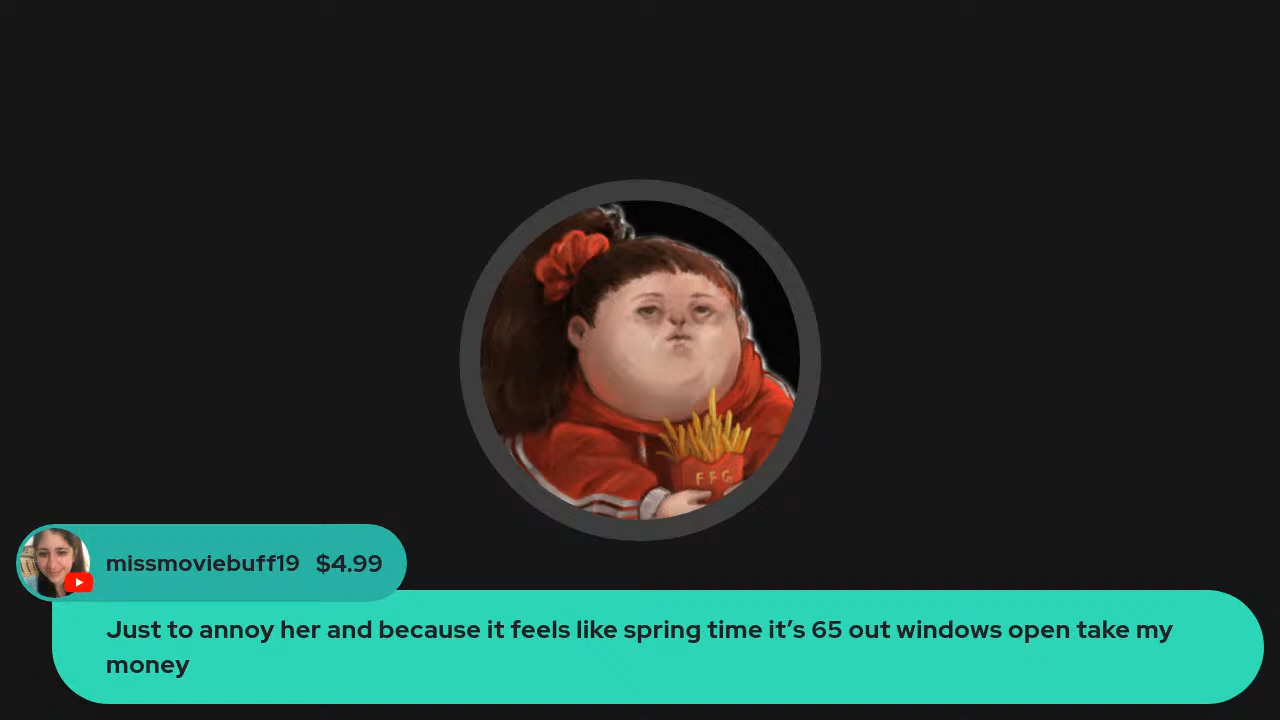 FFG
missmoviebuff19 $4.99
Just to annoy her and because it feels like spring time it’s 65 out windows open take my
money